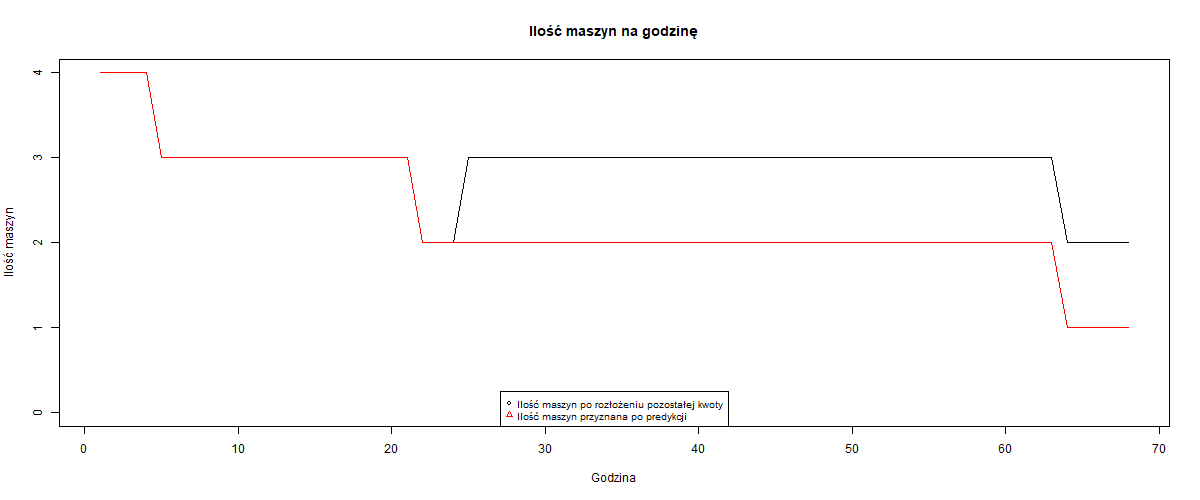 Ilość maszyn na godzinę
Ilość maszyn
4
3
2
1
0
Ilość maszyn po rozłożeniu pozostałej kwoty
Ilość maszyn przyznana po predykcji
0 10 20 30 40 50 60 70
Godzina